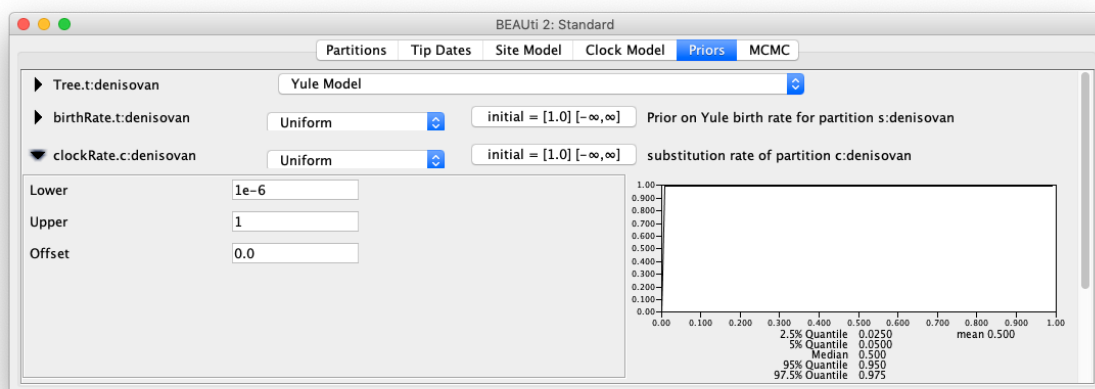 BEAUti 2: Standard
Partitions Tip Dates Site Model Clock Model Priors MCMC
Tree.t:denisovan Yule Model
birthRate.t:denisovan Uniform initial = [1.0] [-∞,∞] Prior on Yule birth rate for partition s:denisovan
clockRate.c:denisovan Uniform initial = [1.0] [-∞,∞] substitution rate of partition c:denisovan
Lower 1e-6
Upper 1
Offset 0.0
1.00
0.900
0.800
0.700
0.600
0.500
0.400
0.300
0.200
0.100
0.00
0.00 0.100 0.200 0.300 0.400 0.500 0.600 0.700 0.800 0.900 1.00
2.5% Quantile 0.0250 mean 0.500
5% Quantile 0.0500
Median 0.500
95% Quantile 0.950
97.5% Quantile 0.975